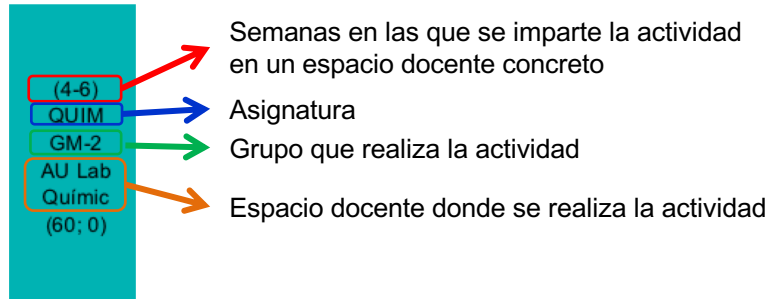 (4-6)
QUIM
GM-2
AU Lab
Químic
(60; 0)
Semanas en las que se imparte la actividad
en un espacio docente concreto
Asignatura
Grupo que realiza la actividad
Espacio docente donde se realiza la actividad